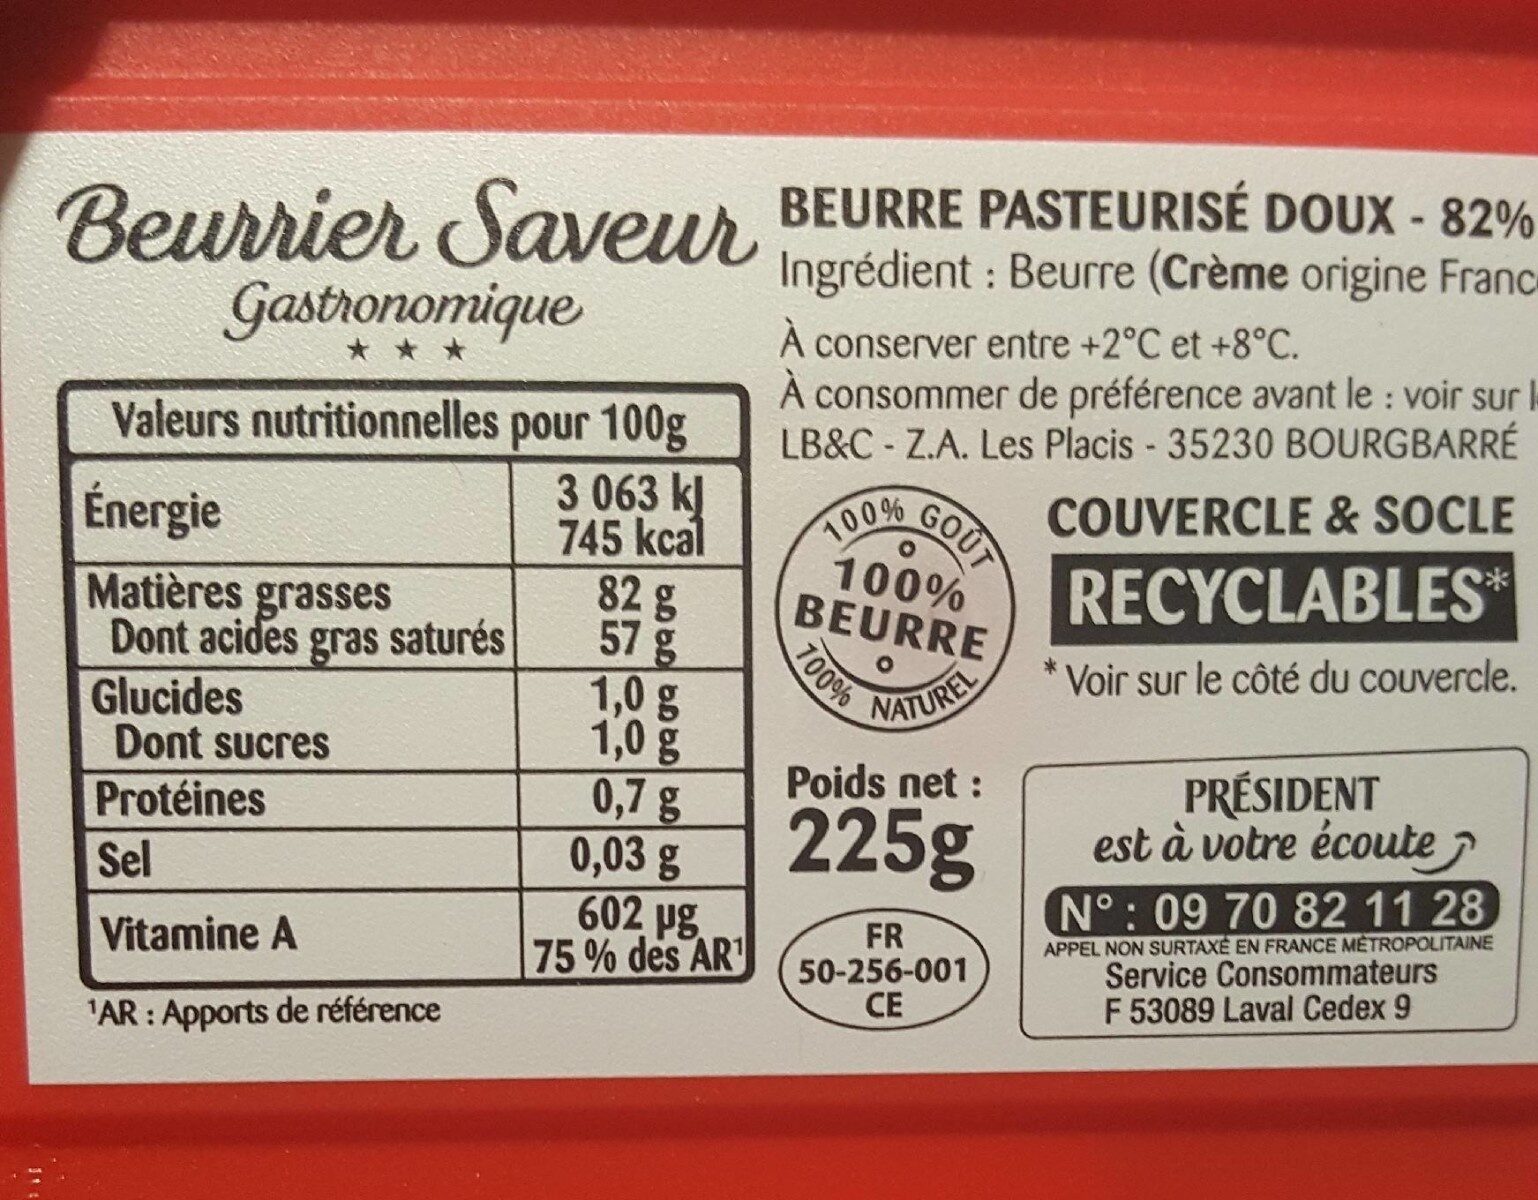 Beurrier Saveur
Gastronomique
Valeurs nutritionnelles pour 100g
Énergie 3 063 kJ
745 kcal
Matières grasses 82 g
Dont acides gras saturés 57 g
Glucides 1,0 g
Dont sucres 1,0 g
Protéines 0,7 g
Sel 0,03 g
Vitamine A 602 µg
75 % des AR¹
¹AR : Apports de référence
BEURRE PASTEURISÉ DOUX - 82%
Ingrédient : Beurre (Crème origine Franc
À conserver entre +2°C et +8°C.
À consommer de préférence avant le : voir sur
LB&C - Z.A. Les Placis - 35230 BOURGBARRÉ
100% GOÛT
100%
BEURRE
100% NATUREL
COUVERCLE & SOCLE
RECYCLABLES*
* Voir sur le côté du couvercle.
Poids net :
225g
FR
50-256-001
CE
PRÉSIDENT
est à votre écoute
N° : 09 70 82 11 28
APPEL NON SURTAXÉ EN FRANCE MÉTROPOLITAINE
Service Consommateurs
F 53089 Laval Cedex 9